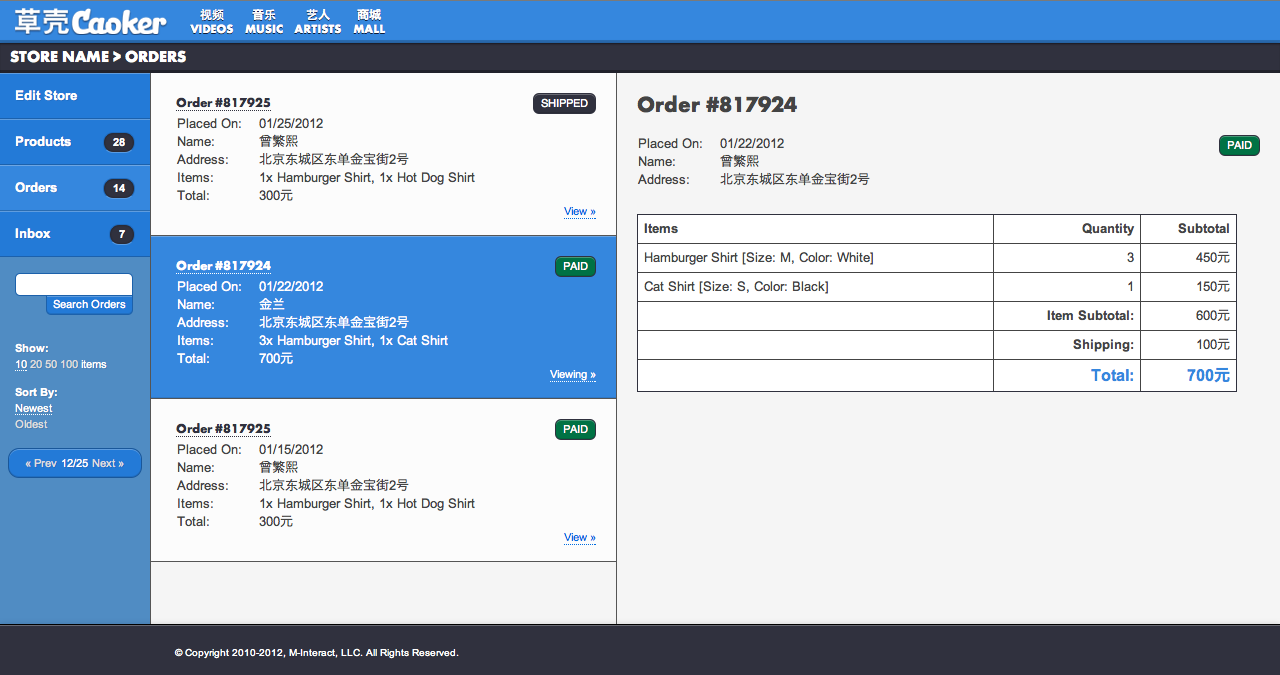 草壳Caoker
视频 音乐 艺人 商城
VIDEOS MUSIC ARTISTS MALL
STORE NAME > ORDERS
Edit Store
Products 28
Orders 14
Inbox 7
Search Orders
Show:
10 20 50 100 items
Sort By:
Newest
Oldest
« Prev 12/25 Next »
Order #817925 SHIPPED
Placed On: 01/25/2012
Name: 曾繁熙
Address: 北京东城区东单金宝街2号
Items: 1x Hamburger Shirt, 1x Hot Dog Shirt
Total: 300元
View »
Order #817924 PAID
Placed On: 01/22/2012
Name: 金兰
Address: 北京东城区东单金宝街2号
Items: 3x Hamburger Shirt, 1x Cat Shirt
Total: 700元
Viewing »
Order #817925 PAID
Placed On: 01/15/2012
Name: 曾繁熙
Address: 北京东城区东单金宝街2号
Items: 1x Hamburger Shirt, 1x Hot Dog Shirt
Total: 300元
View »
Order #817924
Placed On: 01/22/2012 PAID
Name: 曾繁熙
Address: 北京东城区东单金宝街2号
Items Quantity Subtotal
Hamburger Shirt [Size: M, Color: White] 3 450元
Cat Shirt [Size: S, Color: Black] 1 150元
Item Subtotal: 600元
Shipping: 100元
Total: 700元
© Copyright 2010-2012, M-Interact, LLC. All Rights Reserved.